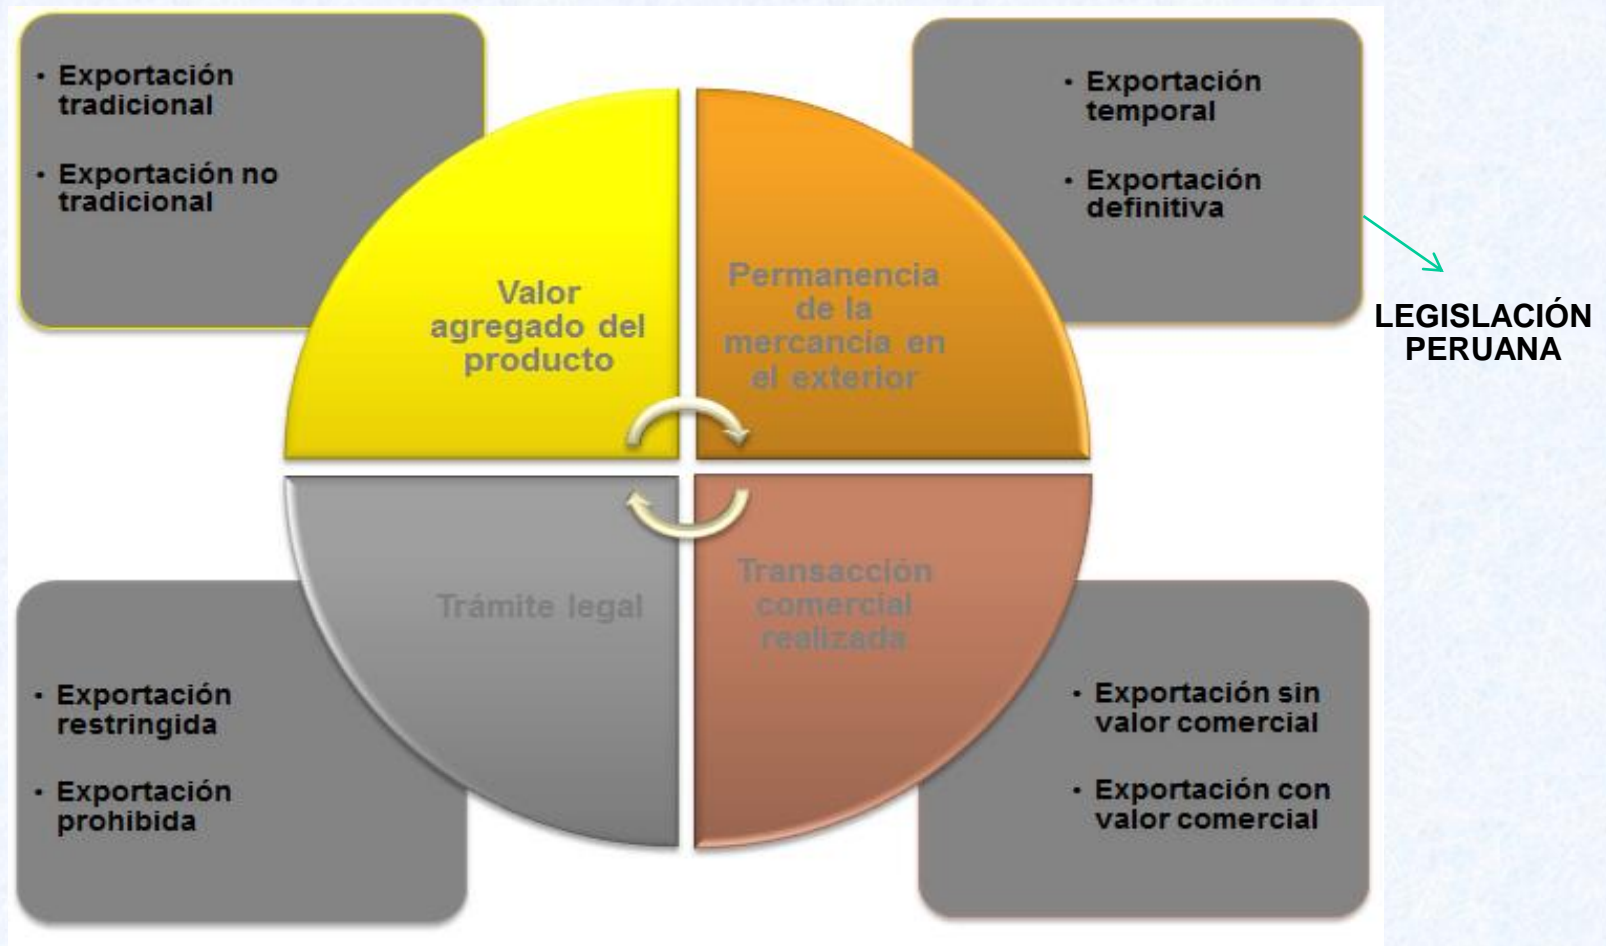 • Exportación
tradicional
• Exportación no
tradicional
• Exportación
temporal
• Exportación
definitiva
Valor
agregado del
producto
Permanencia
de la
mercancia en
el exterior
LEGISLACIÓN
PERUANA
Trámite legal
Transacción
comercial
realizada
• Exportación
restringida
• Exportación
prohibida
• Exportación sin
valor comercial
• Exportación con
valor comercial